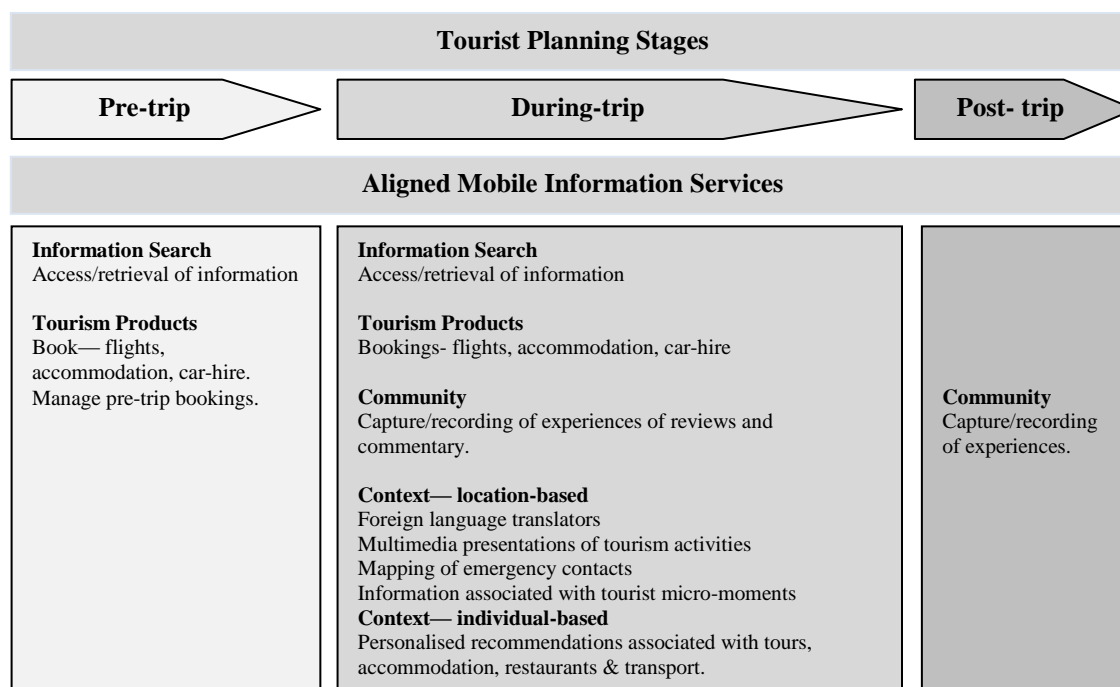 Tourist Planning Stages
Pre-trip
During-trip
Post- trip
Aligned Mobile Information Services
Information Search
Access/retrieval of information
Tourism Products
Book— flights,
accommodation, car-hire.
Manage pre-trip bookings.
Information Search
Access/retrieval of information
Tourism Products
Bookings- flights, accommodation, car-hire
Community
Capture/recording of experiences of reviews and
commentary.
Context— location-based
Foreign language translators
Multimedia presentations of tourism activities
Mapping of emergency contacts
Information associated with tourist micro-moments
Context— individual-based
Personalised recommendations associated with tours,
accommodation, restaurants & transport.
Community
Capture/recording
of experiences.